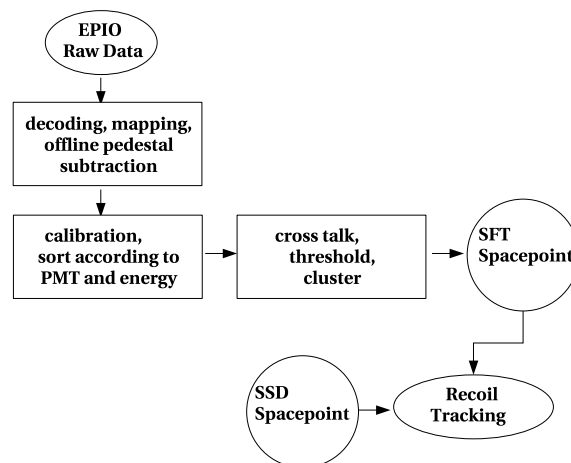 EPIO
Raw Data
decoding, mapping,
offline pedestal
subtraction
calibration,
sort according to
PMT and energy
cross talk,
threshold,
cluster
SFT
Spacepoint
SSD
Spacepoint
Recoil
Tracking